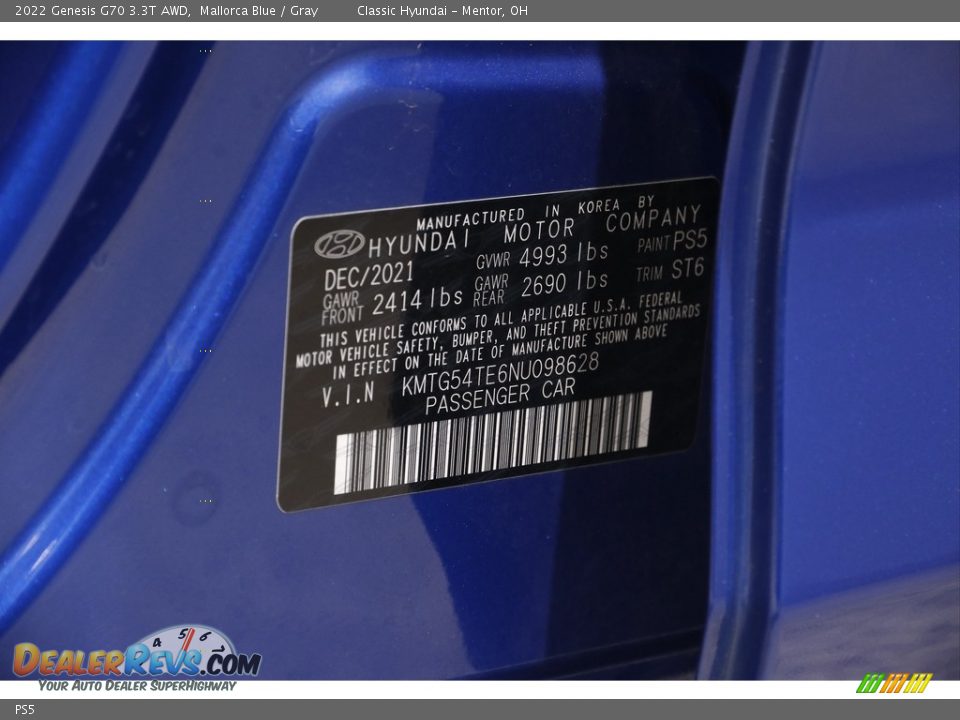 2022 Genesis G70 3.3T AWD, Mallorca Blue / Gray Classic Hyundai – Mentor, OH
MANUFACTURED IN KOREA BY
HYUNDAI MOTOR COMPANY
DEC/2021 GVWR 4993 lbs PAINT PS5
GAWR FRONT 2414 lbs GAWR REAR 2690 lbs TRIM ST6
THIS VEHICLE CONFORMS TO ALL APPLICABLE U.S.A. FEDERAL
MOTOR VEHICLE SAFETY, BUMPER, AND THEFT PREVENTION STANDARDS
IN EFFECT ON THE DATE OF MANUFACTURE SHOWN ABOVE
V.I.N KMTG54TE6NU098628
PASSENGER CAR
4 5 6
DEALERREVS.COM
YOUR AUTO DEALER SUPERHIGHWAY
PS5